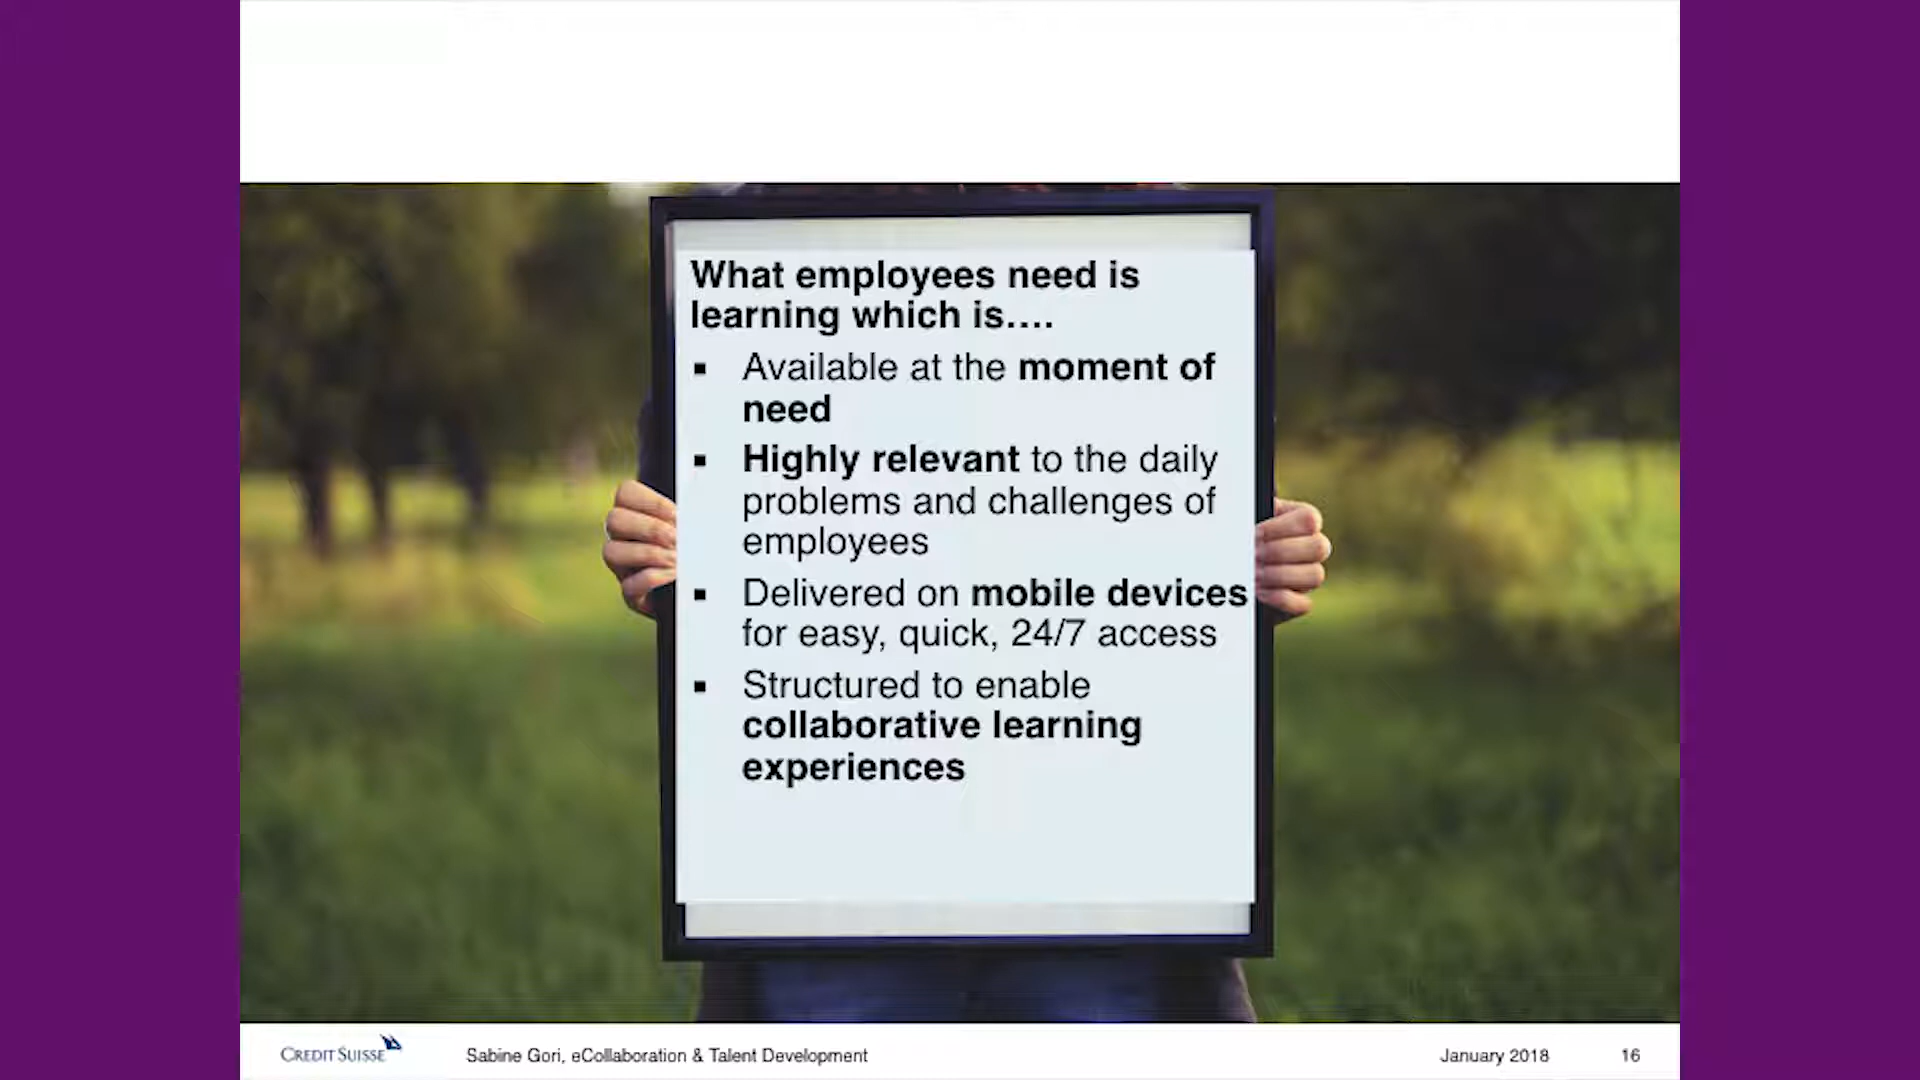 What employees need is
learning which is....
▪ Available at the moment of
need
▪ Highly relevant to the daily
problems and challenges of
employees
▪ Delivered on mobile devices
for easy, quick, 24/7 access
▪ Structured to enable
collaborative learning
experiences
CREDIT SUISSE
Sabine Gori, eCollaboration & Talent Development
January 2018
16